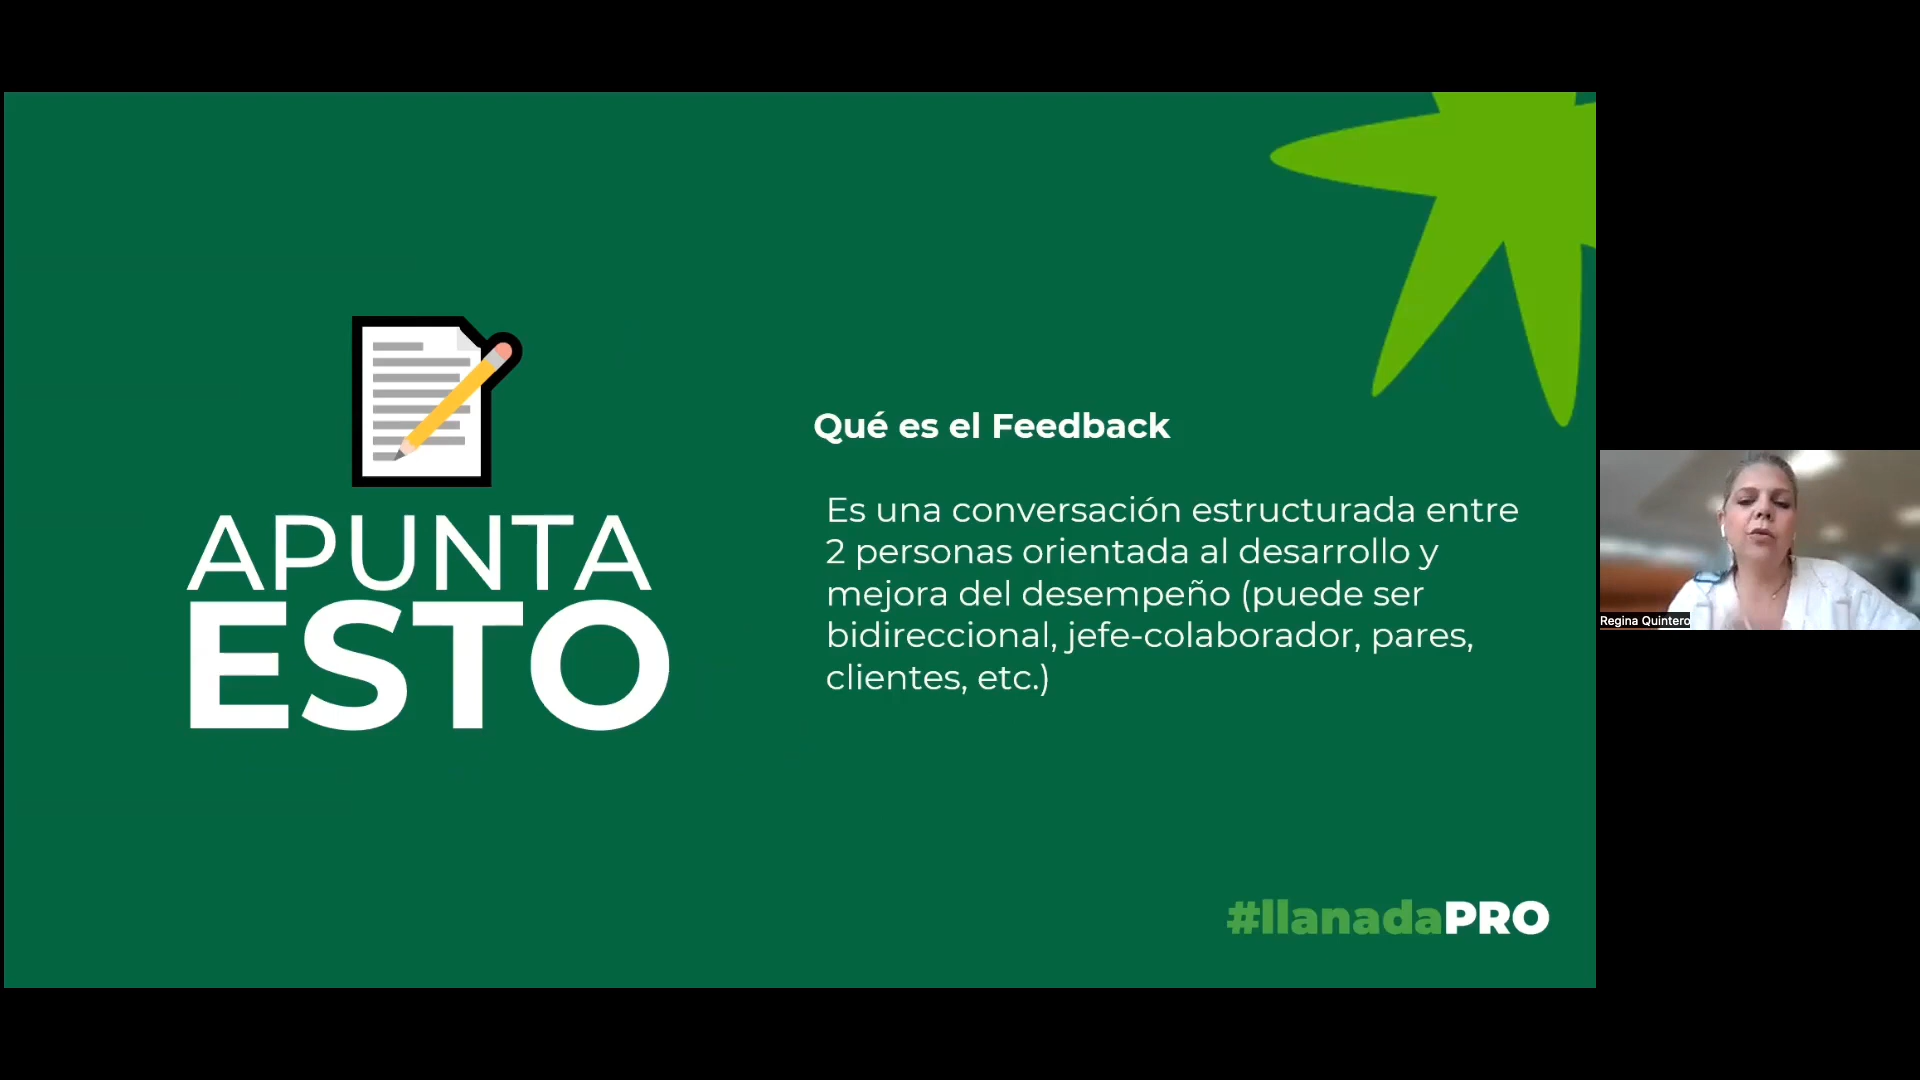 APUNTA
ESTO
Qué es el Feedback
Es una conversación estructurada entre
2 personas orientada al desarrollo y
mejora del desempeño (puede ser
bidireccional, jefe-colaborador, pares,
clientes, etc.)
#llanadaPRO
Regina Quintero